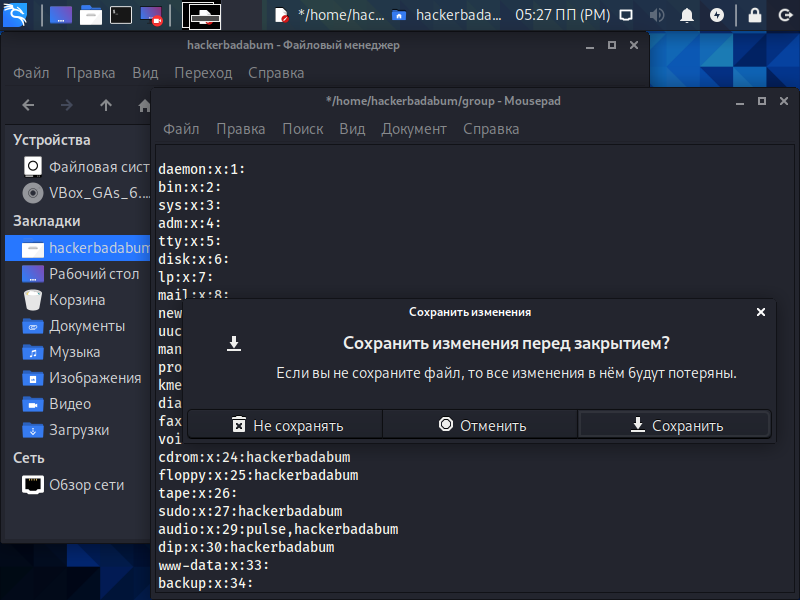 */home/hac...
hackerbada...
05:27 ПП (PM)
hackerbadabum - Файловый менеджер
Файл Правка Вид Переход Справка
Устройства
Файловая сист
VBox_GAs_6....
Закладки
hackerbadabum
Рабочий стол
Корзина
Документы
Музыка
Изображения
Видео
Загрузки
Сеть
Обзор сети
*/home/hackerbadabum/group - Mousepad
Файл Правка Поиск Вид Документ Справка
daemon:x:1:
bin:x:2:
sys:x:3:
adm:x:4:
tty:x:5:
disk:x:6:
lp:x:7:
mail:x:8:
new
uuc
man
pro
kme
dia
fax
voi
cdrom:x:24:hackerbadabum
floppy:x:25:hackerbadabum
tape:x:26:
sudo:x:27:hackerbadabum
audio:x:29:pulse,hackerbadabum
dip:x:30:hackerbadabum
www-data:x:33:
backup:x:34:
Сохранить изменения
Сохранить изменения перед закрытием?
Если вы не сохраните файл, то все изменения в нём будут потеряны.
Не сохранять
Отменить
Сохранить